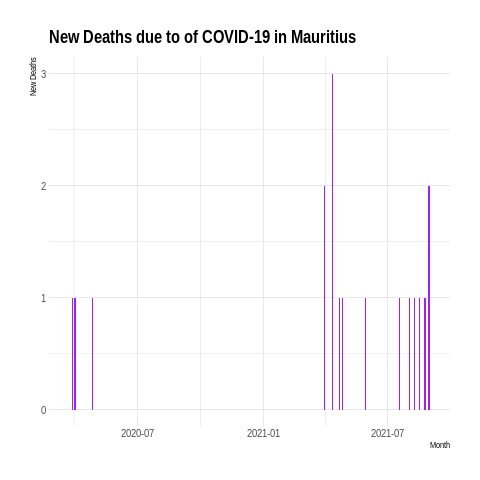 New Deaths due to of COVID-19 in Mauritius
New Deaths
3
2
1
0
2020-07
2021-01
2021-07
Month